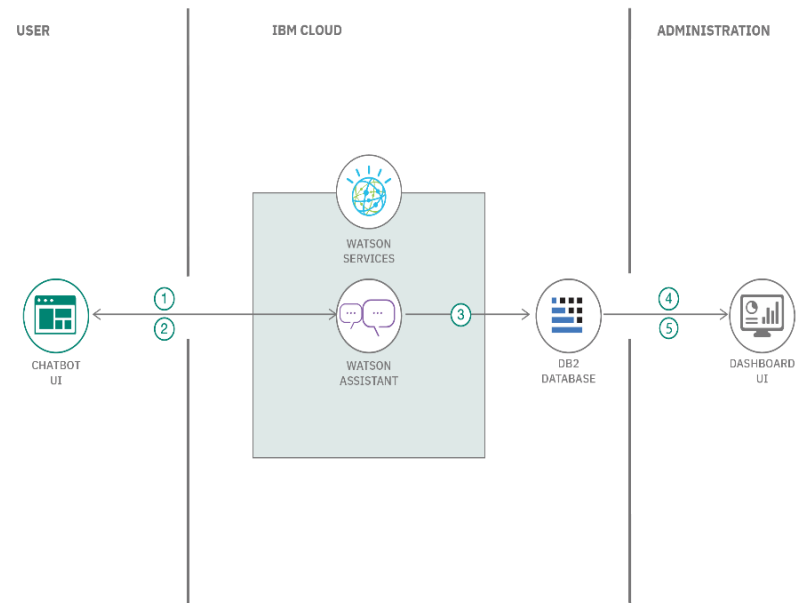 USER
IBM CLOUD
ADMINISTRATION
WATSON
SERVICES
1
2
3
4
5
CHATBOT
UI
WATSON
ASSISTANT
DB2
DATABASE
DASHBOARD
UI